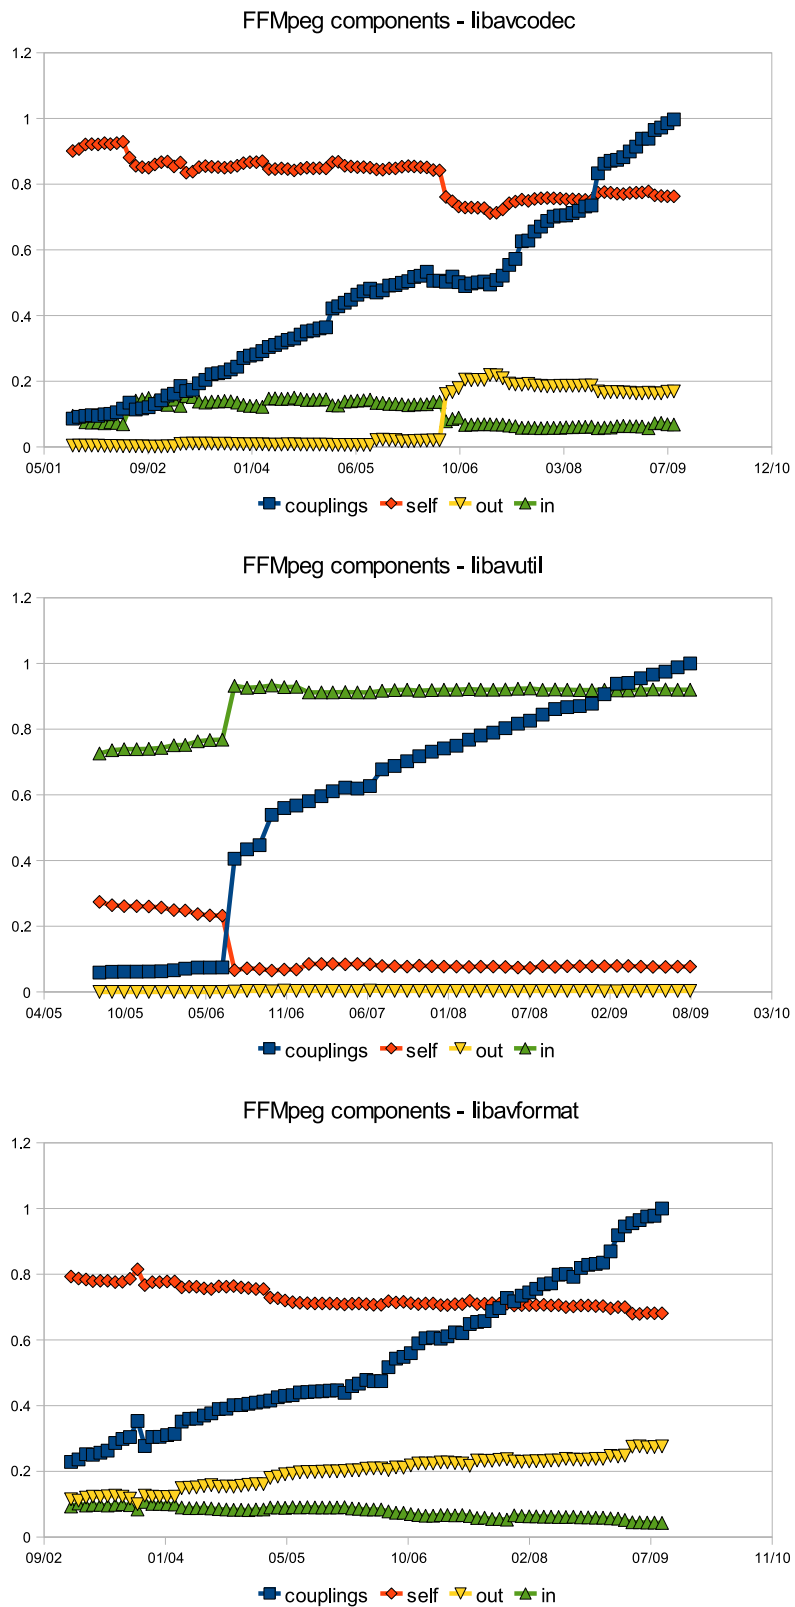 FFMpeg components - libavcodec
1.2
1
0.8
0.6
0.4
0.2
0
05/01 09/02 01/04 06/05 10/06 03/08 07/09 12/10
couplings self out in
FFMpeg components - libavutil
1.2
1
0.8
0.6
0.4
0.2
0
04/05 10/05 05/06 11/06 06/07 01/08 07/08 02/09 08/09 03/10
couplings self out in
FFMpeg components - libavformat
1.2
1
0.8
0.6
0.4
0.2
0
09/02 01/04 05/05 10/06 02/08 07/09 11/10
couplings self out in